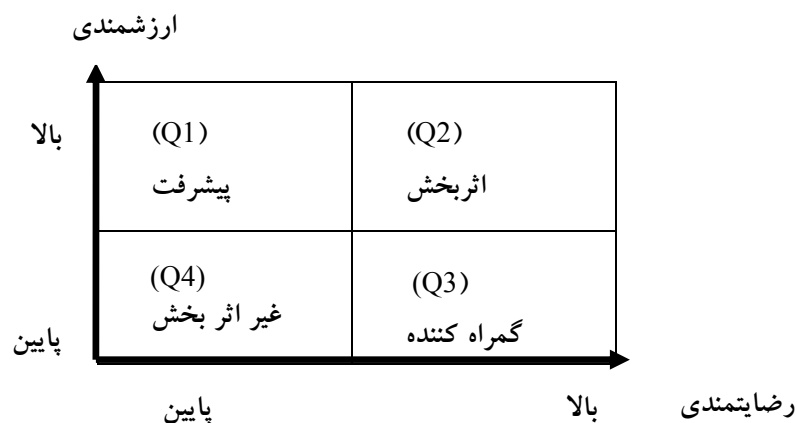 ارزشمندی
بالا
(Q1)
پیشرفت
(Q2)
اثربخش
(Q4)
غیر اثر بخش
(Q3)
گمراه کننده
پایین
پایین
بالا
رضایتمندی